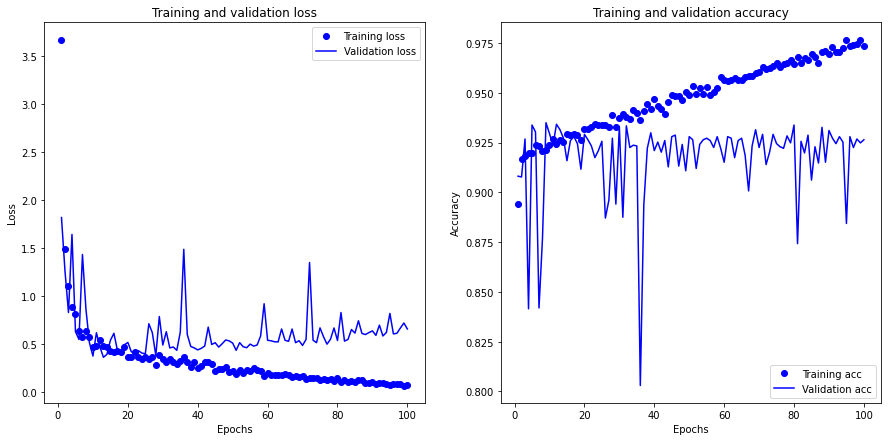 Training and validation loss
3.5
3.0
2.5
2.0
1.5
1.0
0.5
0.0
Loss
0
20
40
60
80
100
Epochs
Training loss
Validation loss
Training and validation accuracy
0.975
0.950
0.925
0.900
0.875
0.850
0.825
0.800
Accuracy
0
20
40
60
80
100
Epochs
Training acc
Validation acc